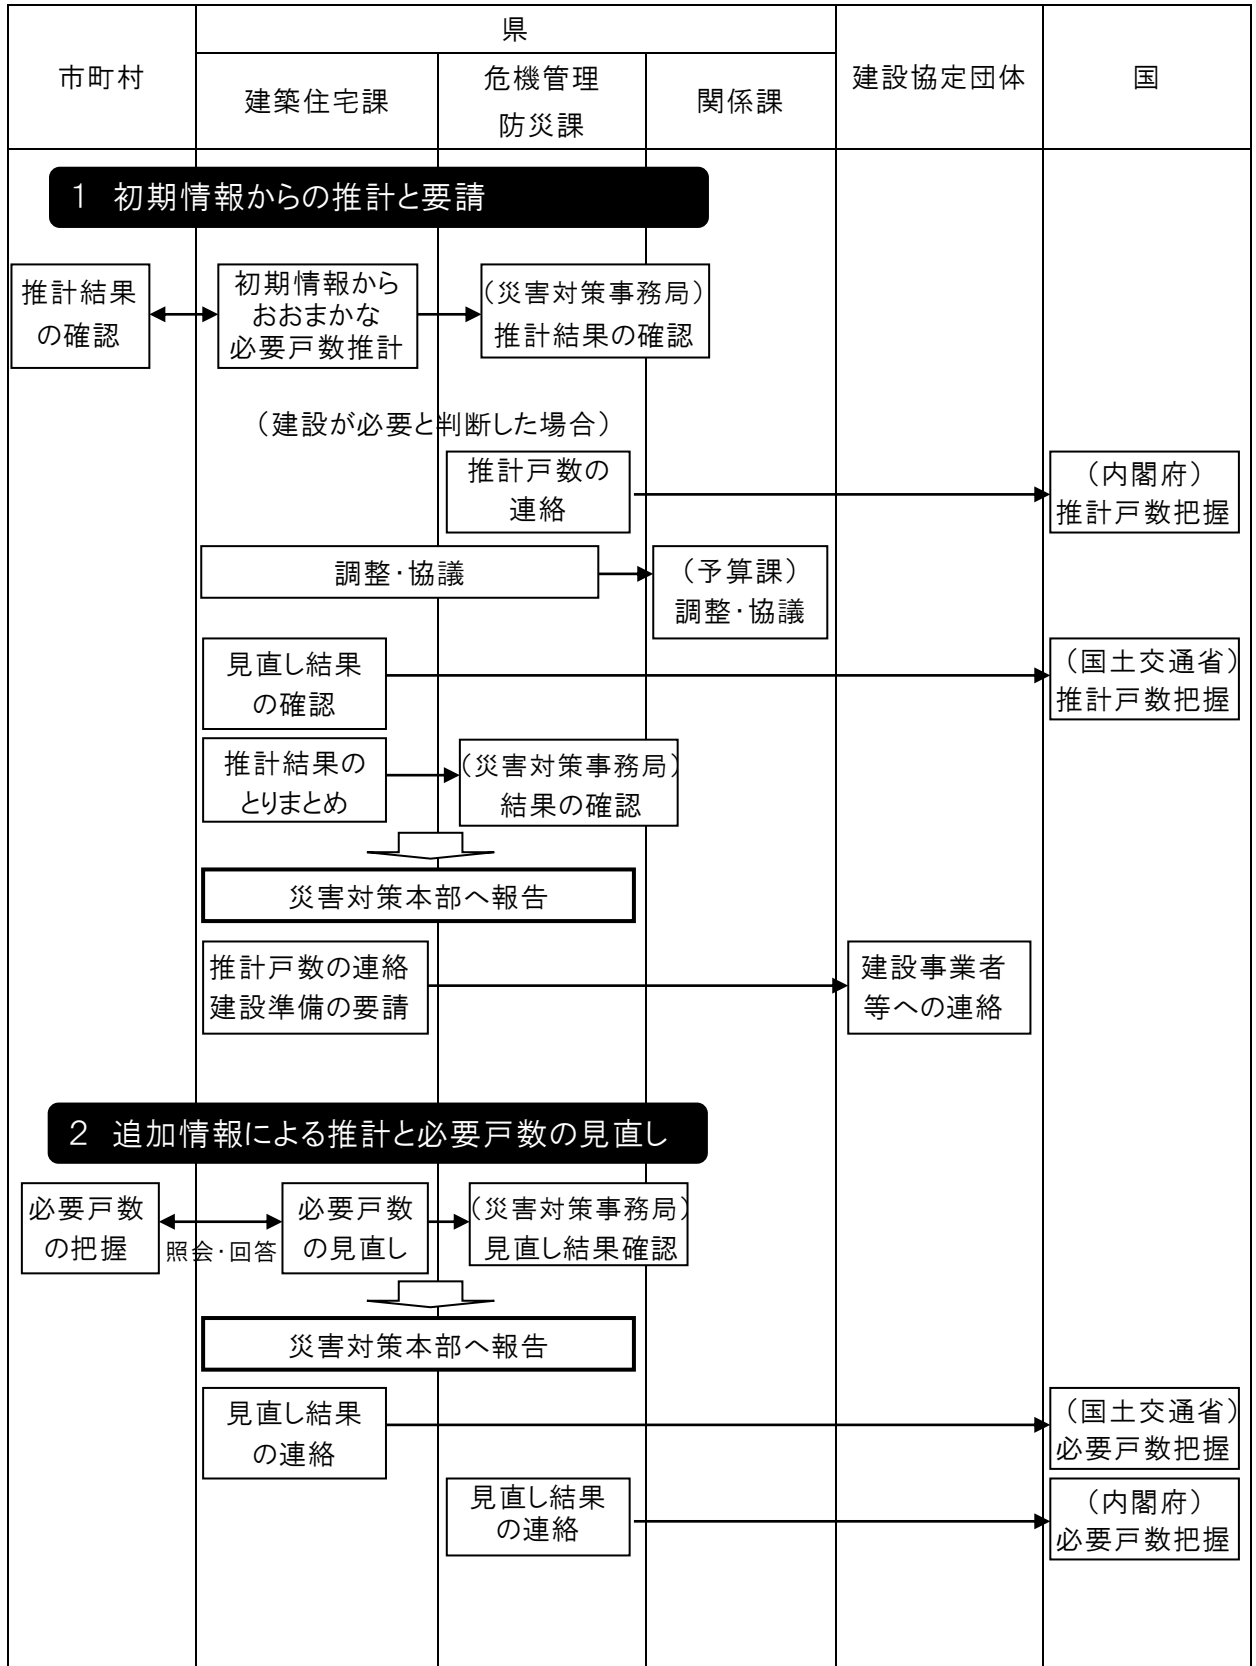 県
市町村
建築住宅課
危機管理
防災課
関係課
建設協定団体
国
1 初期情報からの推計と要請
推計結果
の確認
初期情報から
おおまかな
必要戸数推計
(災害対策事務局)
推計結果の確認
(建設が必要と判断した場合)
推計戸数の
連絡
(内閣府)
推計戸数把握
調整・協議
(予算課)
調整・協議
見直し結果
の確認
(国土交通省)
推計戸数把握
推計結果の
とりまとめ
(災害対策事務局)
結果の確認
災害対策本部へ報告
推計戸数の連絡
建設準備の要請
建設事業者
等への連絡
2 追加情報による推計と必要戸数の見直し
必要戸数
の把握
照会・回答
必要戸数
の見直し
(災害対策事務局)
見直し結果確認
災害対策本部へ報告
見直し結果
の連絡
(国土交通省)
必要戸数把握
見直し結果
の連絡
(内閣府)
必要戸数把握